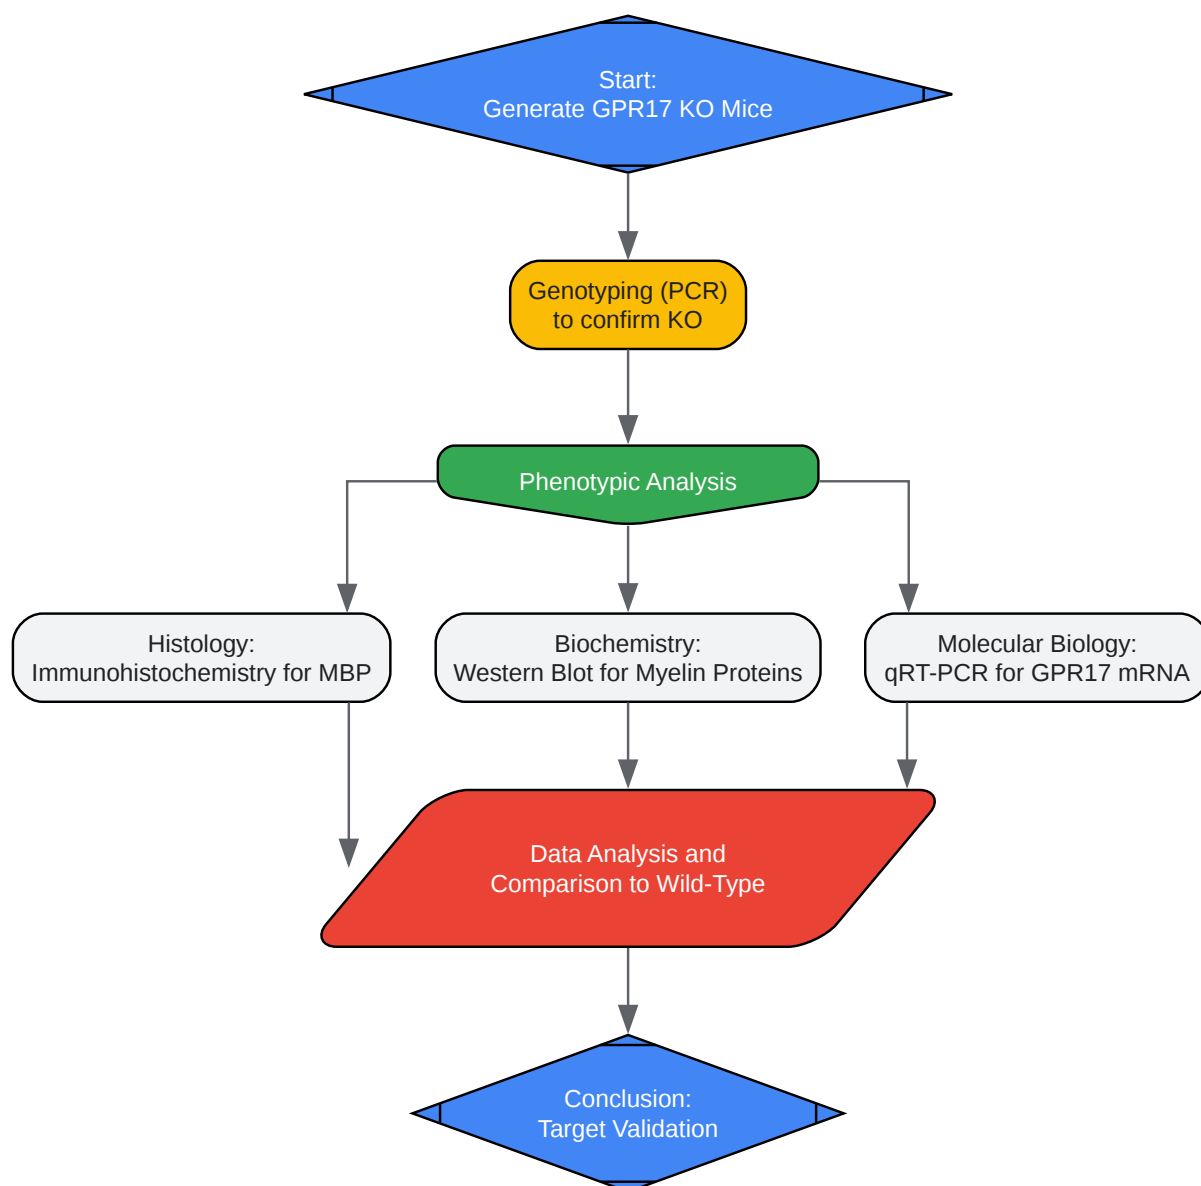 Start:
Generate GPR17 KO Mice
Genotyping (PCR)
to confirm KO
Phenotypic Analysis
Histology:
Immunohistochemistry for MBP
Biochemistry:
Western Blot for Myelin Proteins
Molecular Biology:
qRT-PCR for GPR17 mRNA
Data Analysis and
Comparison to Wild-Type
Conclusion:
Target Validation